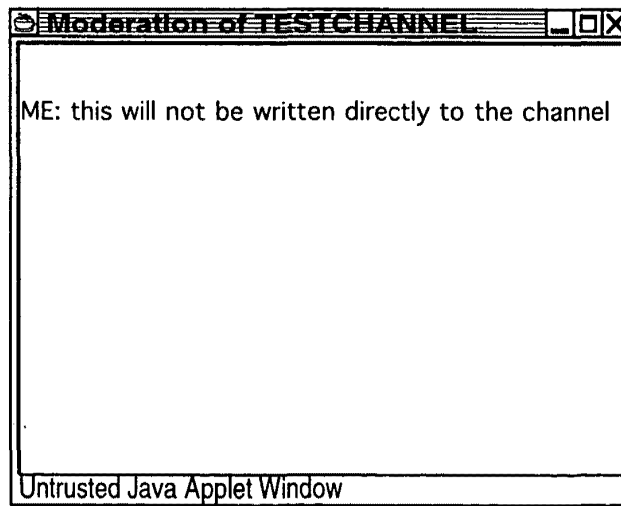 Moderation of TESTCHANNEL
ME: this will not be written directly to the channel
Untrusted Java Applet Window